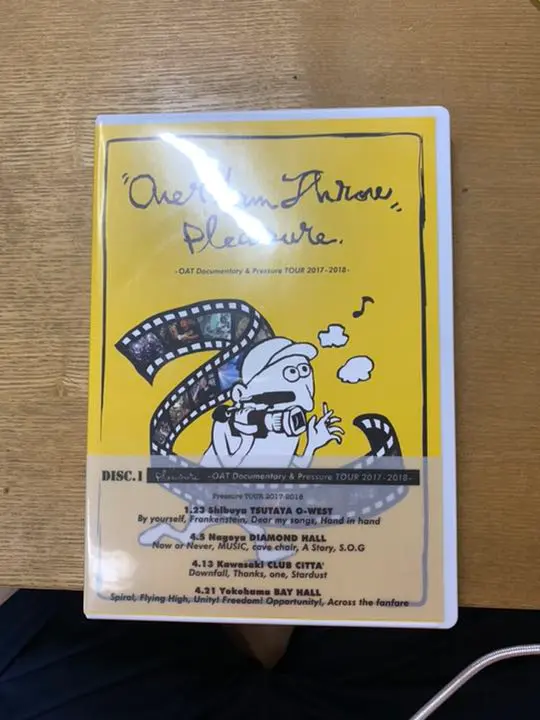 "Over Arm Throw"
Pleasure.
-OAT Documentary & Pressure TOUR 2017-2018-
DISC.1 Pleasure -OAT Documentary & Pressure TOUR 2017-2018-
Pressure TOUR 2017-2018
1.23 Shibuya TSUTAYA O-WEST
By yourself, Frankenstein, Dear my songs, Hand in hand
4.5 Nagoya DIAMOND HALL
Now or Never, MUSIC, cave chair, A Story, S.O.G
4.13 Kawasaki CLUB CITTA'
Downfall, Thanks, one, Stardust
4.21 Yokohama BAY HALL
Spiral, Flying High, Unity! Freedom! Opportunity!, Across the fanfare